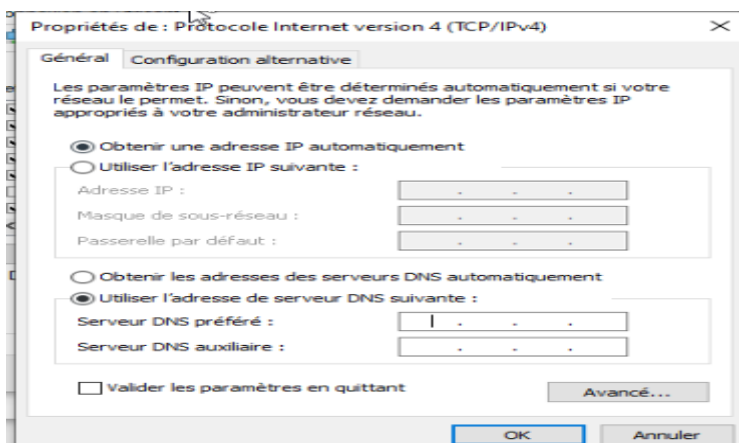 Propriétés de : Protocole Internet version 4 (TCP/IPv4)
Général Configuration alternative
Les paramètres IP peuvent être déterminés automatiquement si votre
réseau le permet. Sinon, vous devez demander les paramètres IP
appropriés à votre administrateur réseau.
Obtenir une adresse IP automatiquement
Utiliser l'adresse IP suivante :
Adresse IP :
Masque de sous-réseau :
Passerelle par défaut :
Obtenir les adresses des serveurs DNS automatiquement
Utiliser l'adresse de serveur DNS suivante :
Serveur DNS préféré :
Serveur DNS auxiliaire :
Valider les paramètres en quittant
Avancé...
OK Annuler